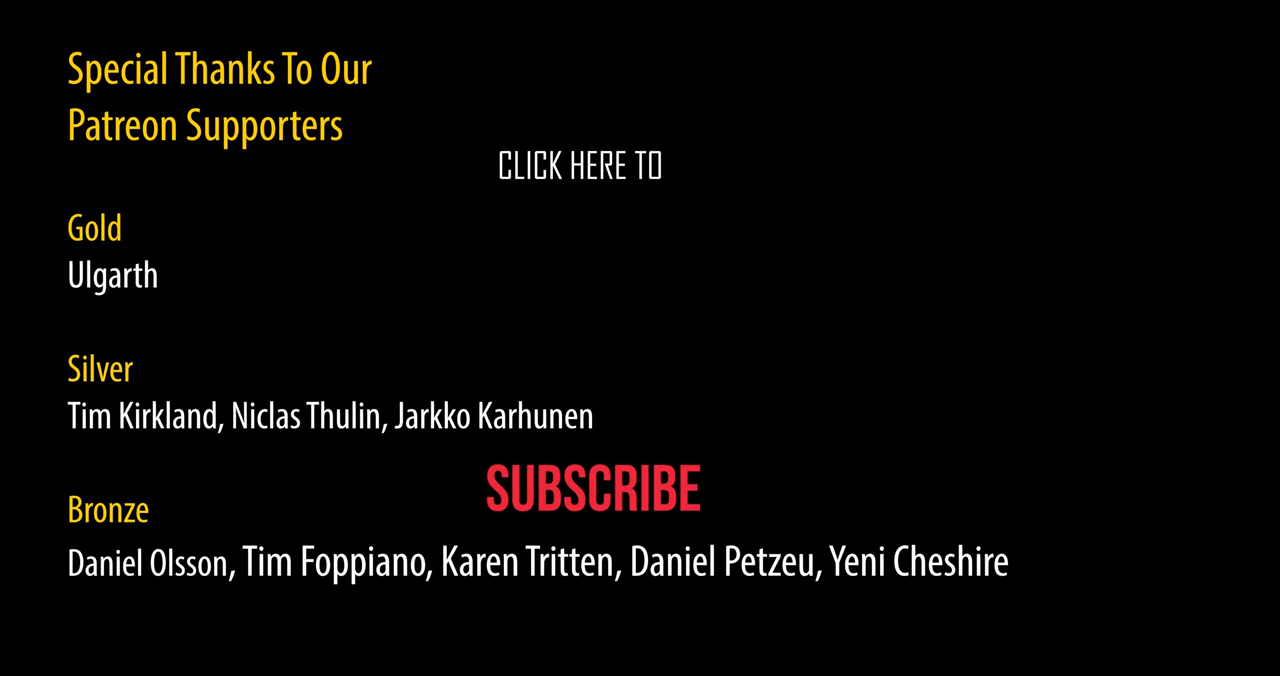 Special Thanks To Our
Patreon Supporters
CLICK HERE TO
Gold
Ulgarth
Silver
Tim Kirkland, Niclas Thulin, Jarkko Karhunen
SUBSCRIBE
Bronze
Daniel Olsson, Tim Foppiano, Karen Tritten, Daniel Petzeu, Yeni Cheshire